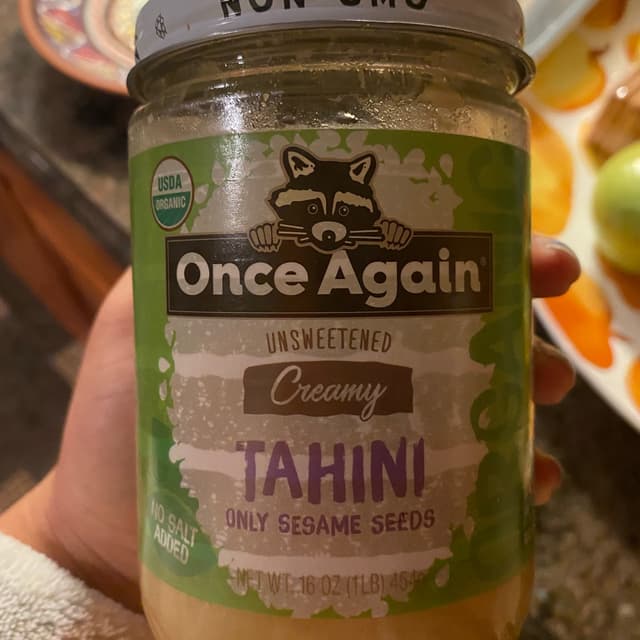 NON GMO
USDA
ORGANIC
Once Again
UNSWEETENED
Creamy
TAHINI
ONLY SESAME SEEDS
NO SALT
ADDED
NET WT. 16 OZ (1LB)
ORGANIC